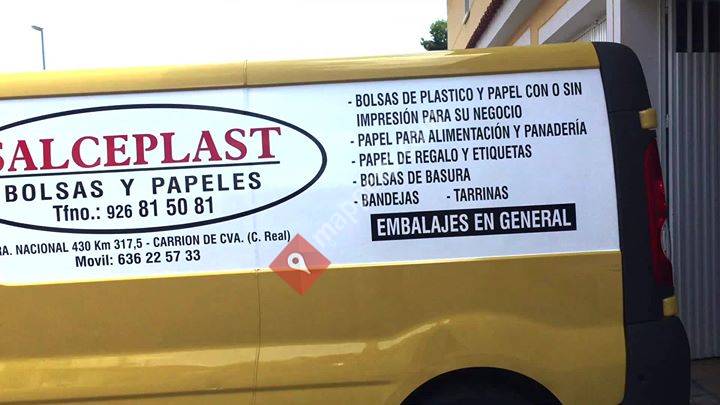 SALCEPLAST
BOLSAS Y PAPELES
Tfno.: 926 81 50 81
RA. NACIONAL 430 Km 317,5 - CARRION DE CVA. (C. Real)
Movil: 636 22 57 33
- BOLSAS DE PLASTICO Y PAPEL CON O SIN
IMPRESIÓN PARA SU NEGOCIO
- PAPEL PARA ALIMENTACIÓN Y PANADERÍA
- PAPEL DE REGALO Y ETIQUETAS
- BOLSAS DE BASURA
- BANDEJAS - TARRINAS
EMBALAJES EN GENERAL